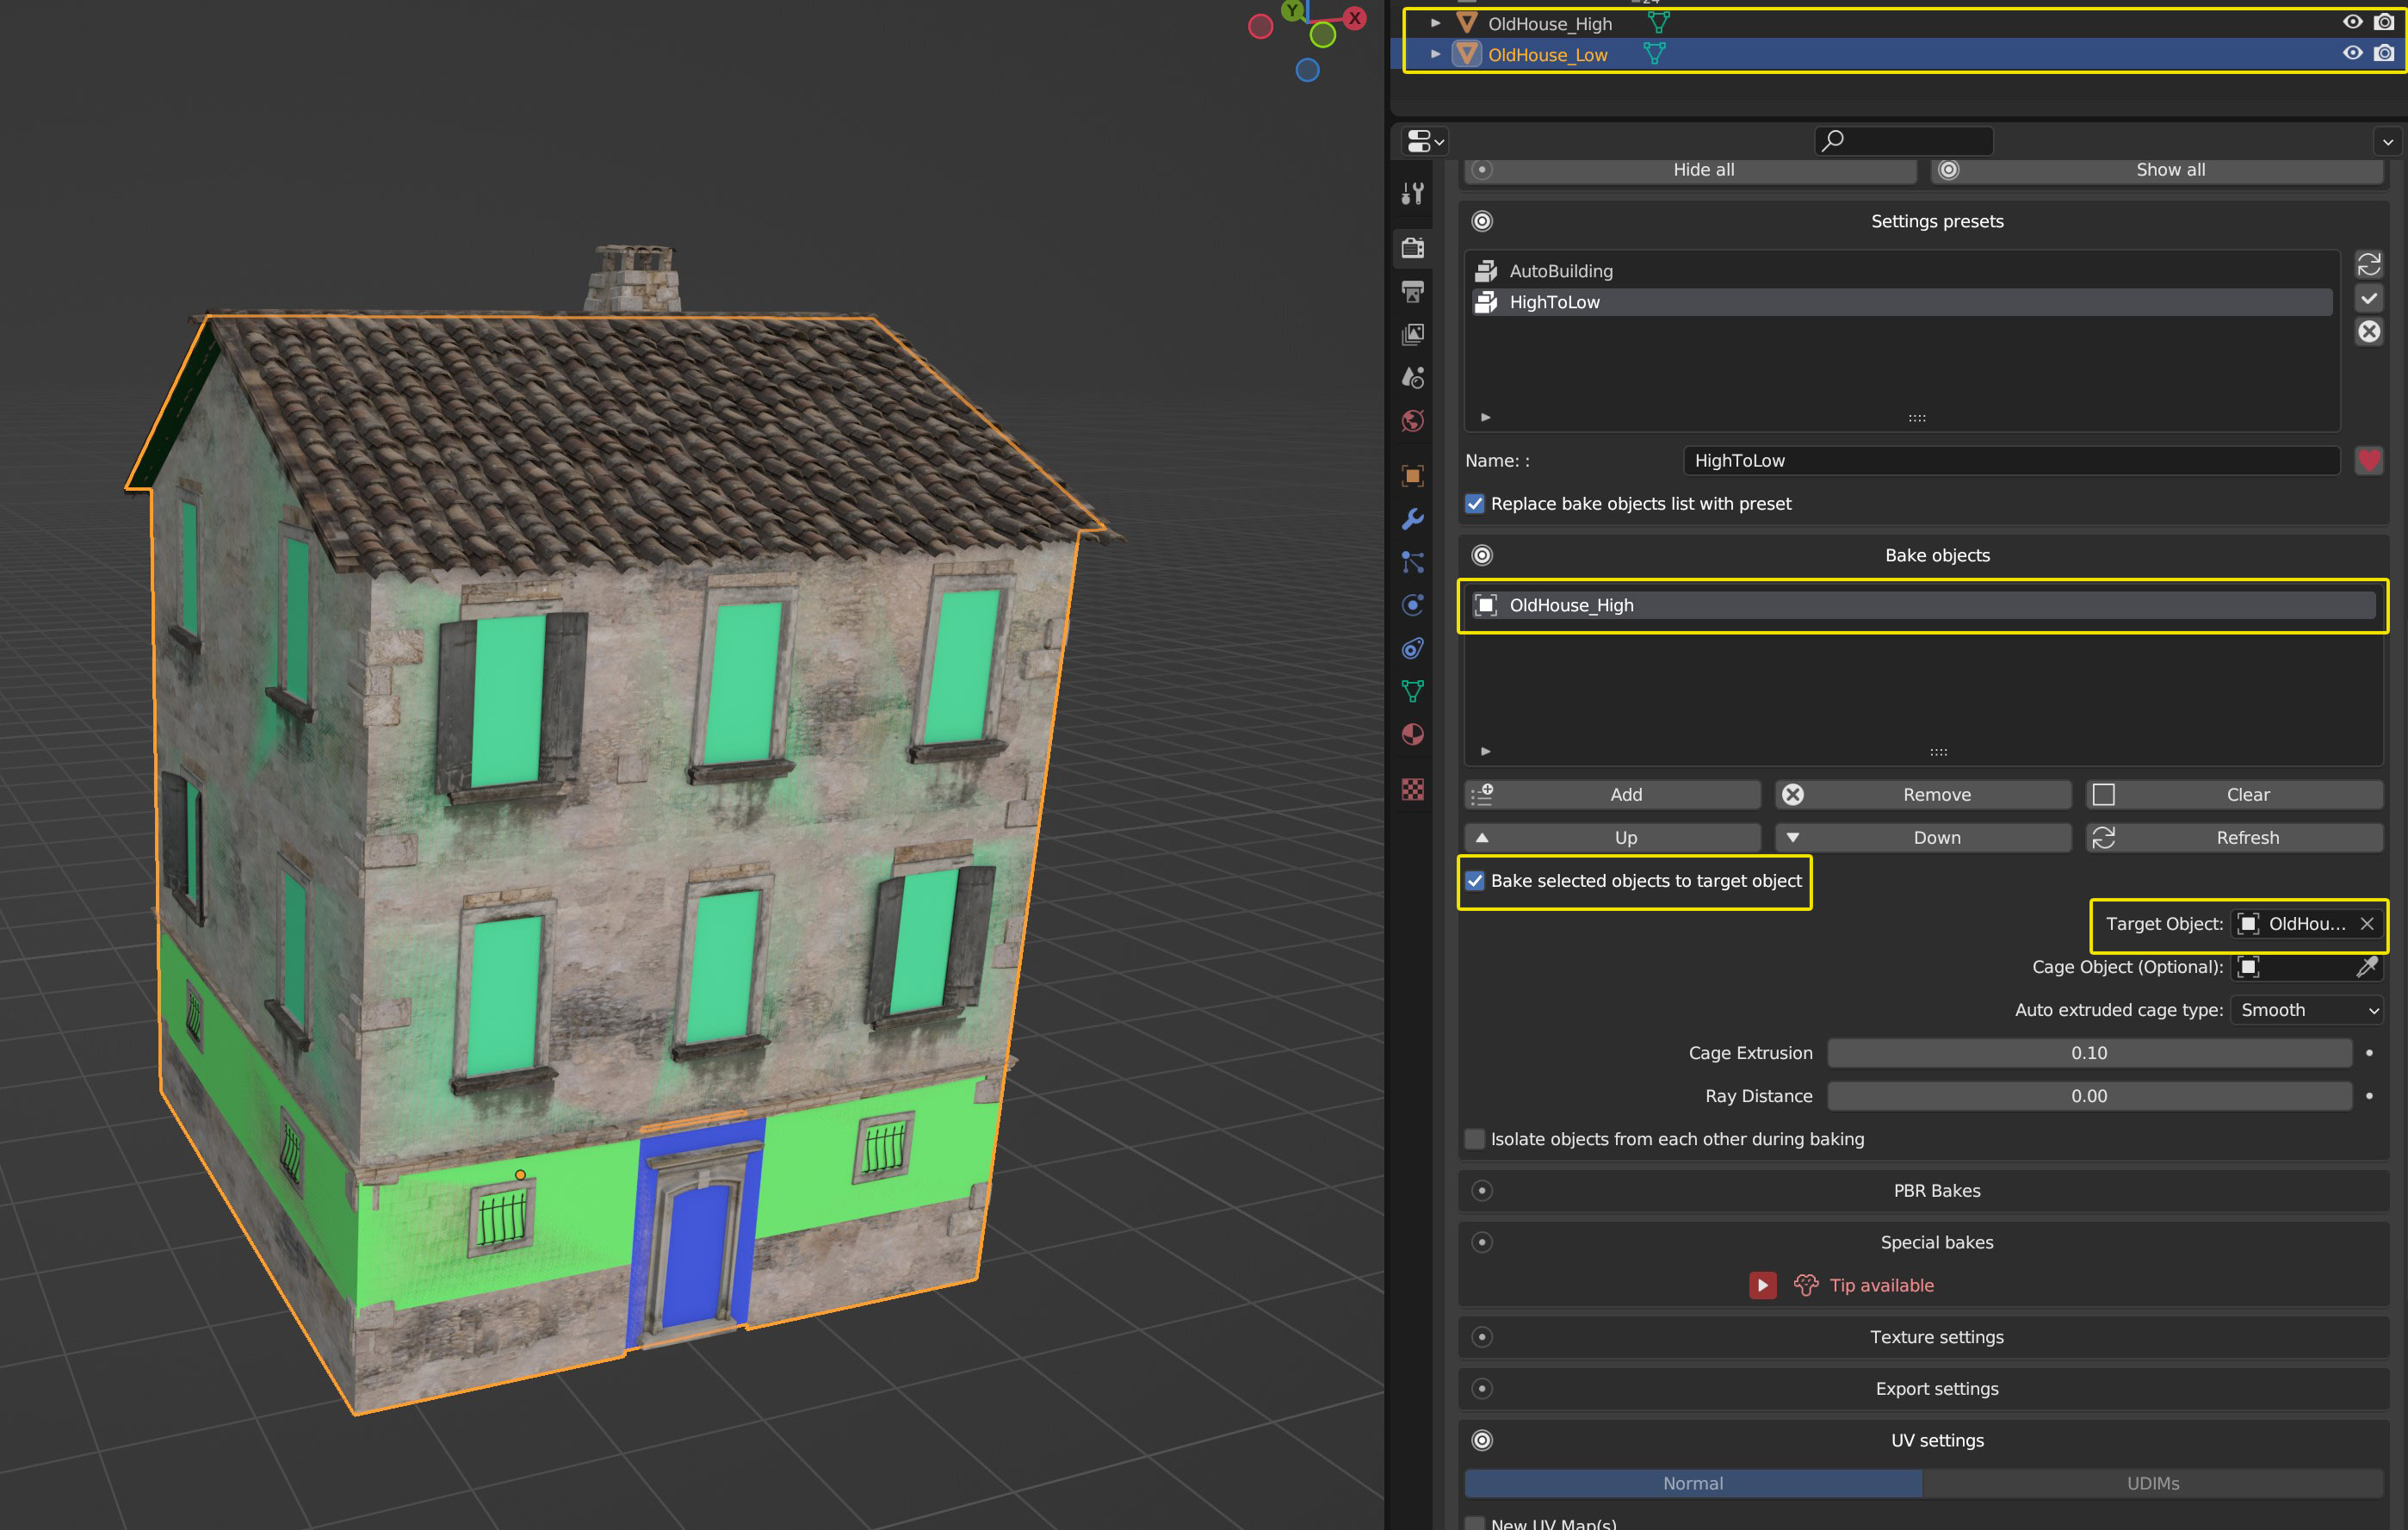 Y
X
OldHouse_High
OldHouse_Low
Hide all
Show all
Settings presets
AutoBuilding
HighToLow
Name: :
HighToLow
Replace bake objects list with preset
Bake objects
OldHouse_High
Add
Remove
Clear
Up
Down
Refresh
Bake selected objects to target object
Target Object:
OldHou...
Cage Object (Optional):
Auto extruded cage type:
Smooth
Cage Extrusion
0.10
Ray Distance
0.00
Isolate objects from each other during baking
PBR Bakes
Special bakes
Tip available
Texture settings
Export settings
UV settings
Normal
UDIMs
New UV Map(s)